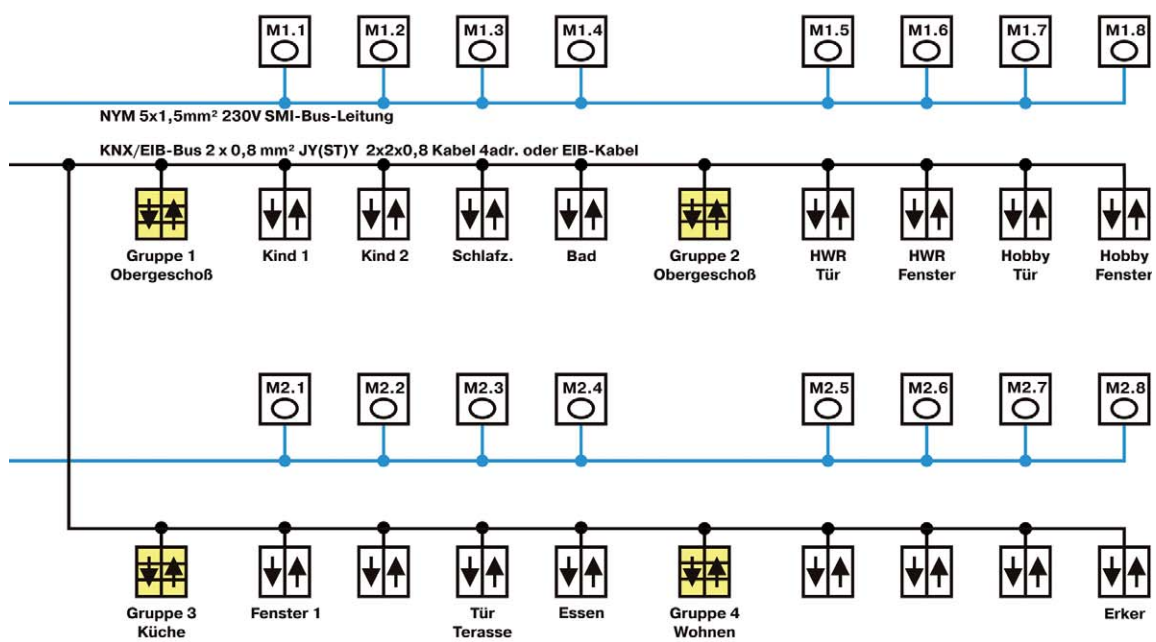 M1.1 M1.2 M1.3 M1.4 M1.5 M1.6 M1.7 M1.8
NYM 5x1,5mm² 230V SMI-Bus-Leitung
KNX/EIB-Bus 2 x 0,8 mm² JY(ST)Y 2x2x0,8 Kabel 4adr. oder EIB-Kabel
Gruppe 1 Kind 1 Kind 2 Schlafz. Bad Gruppe 2 HWR HWR Hobby Hobby
Obergeschoß Obergeschoß Tür Fenster Tür Fenster
M2.1 M2.2 M2.3 M2.4 M2.5 M2.6 M2.7 M2.8
Gruppe 3 Fenster 1 Tür Essen Gruppe 4 Erker
Küche Terasse Wohnen